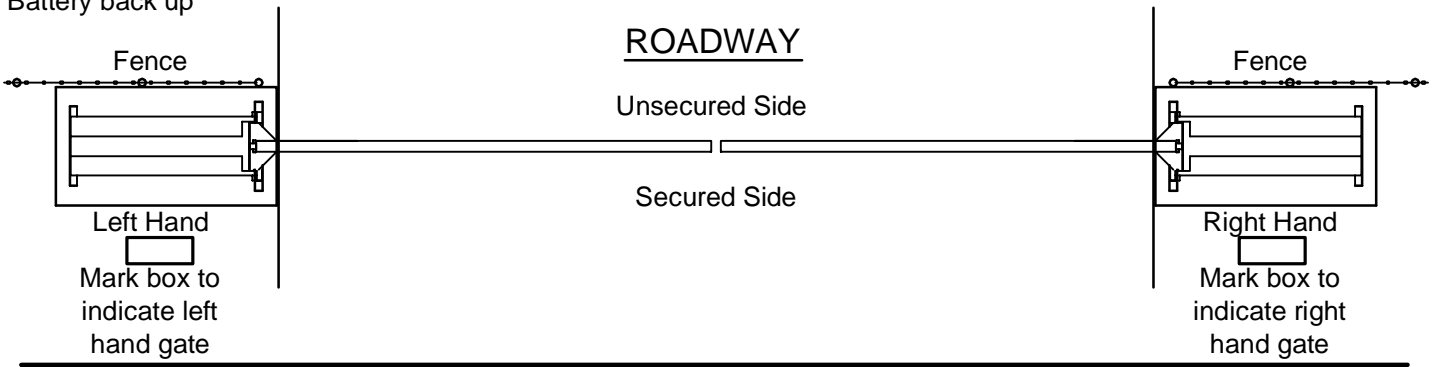 Battery back up
ROADWAY
Fence
Fence
Unsecured Side
Secured Side
Left Hand
Mark box to
indicate left
hand gate
Right Hand
Mark box to
indicate right
hand gate